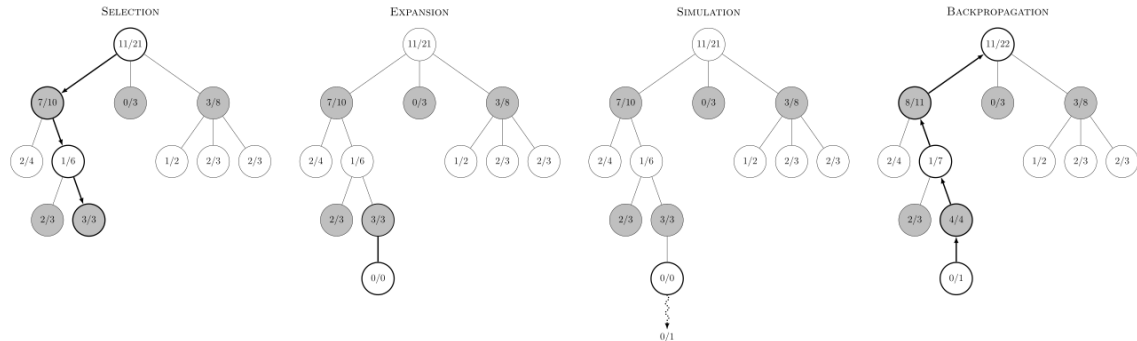 SELECTION
11/21
7/10 0/3 3/8
2/4 1/6 1/2 2/3 2/3
2/3 3/3
EXPANSION
11/21
7/10 0/3 3/8
2/4 1/6 1/2 2/3 2/3
2/3 3/3
0/0
SIMULATION
11/21
7/10 0/3 3/8
2/4 1/6 1/2 2/3 2/3
2/3 3/3
0/0
0/1
BACKPROPAGATION
11/22
8/11 0/3 3/8
2/4 1/7 1/2 2/3 2/3
2/3 4/4
0/1